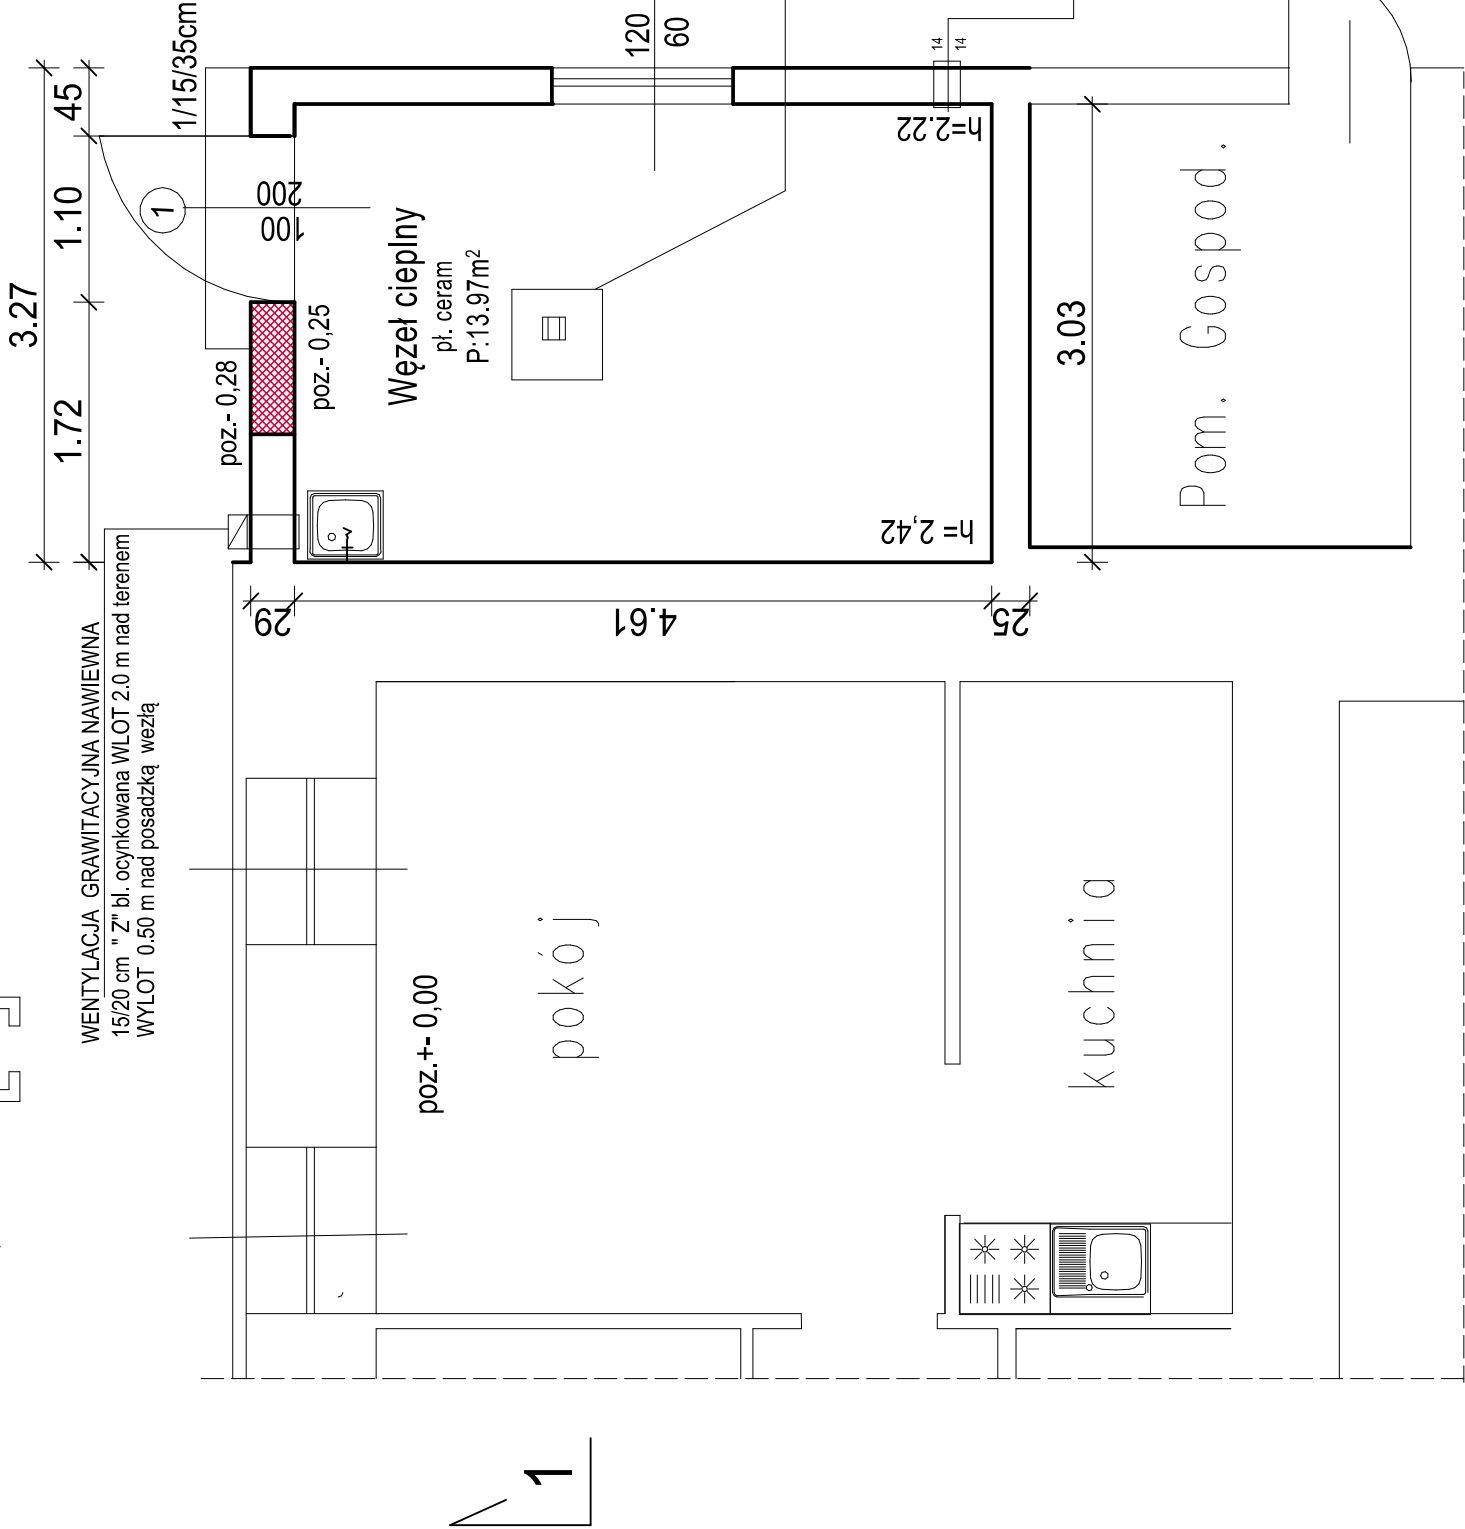 3.27
1.72
1.10
45
1/15/35cm
120
60
14
14
1
200
100
h=2.22
Węzeł cieplny
pł. ceram
P:13.97m²
poz.- 0,28
poz.- 0,25
h= 2,42
3.03
Pom. Gospod.
29
4.61
25
WENTYLACJA GRAWITACYJNA NAWIEWNA
15/20 cm " Z" bl. ocynkowana WLOT 2.0 m nad terenem
WYLOT 0.50 m nad posadzką wezłą
poz.+- 0,00
pokój
kuchnia
1